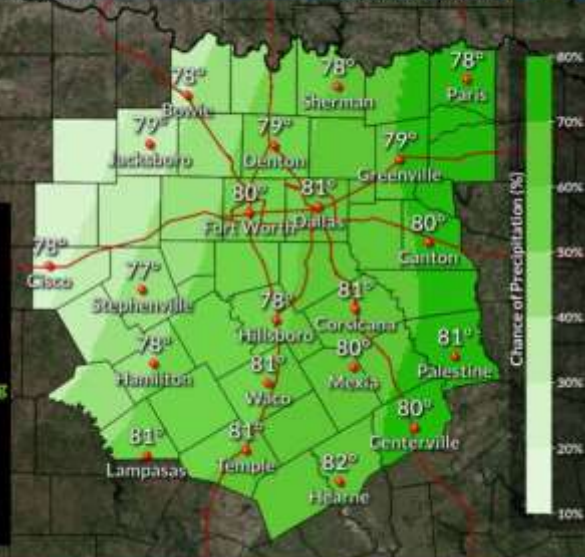 78°
Bowie
78°
Sherman
78°
Paris
79°
Jacksboro
79°
Denton
79°
Greenville
80°
Fort Worth
81°
Dallas
80°
Canton
78°
Cisco
77°
Stephenville
78°
Hillsboro
81°
Corsicana
78°
Hamilton
81°
Waco
80°
Mexia
81°
Palestine
81°
Lampasas
81°
Temple
80°
Centerville
82°
Hearne
Chance of Precipitation (%)
80%
70%
60%
50%
40%
30%
20%
10%